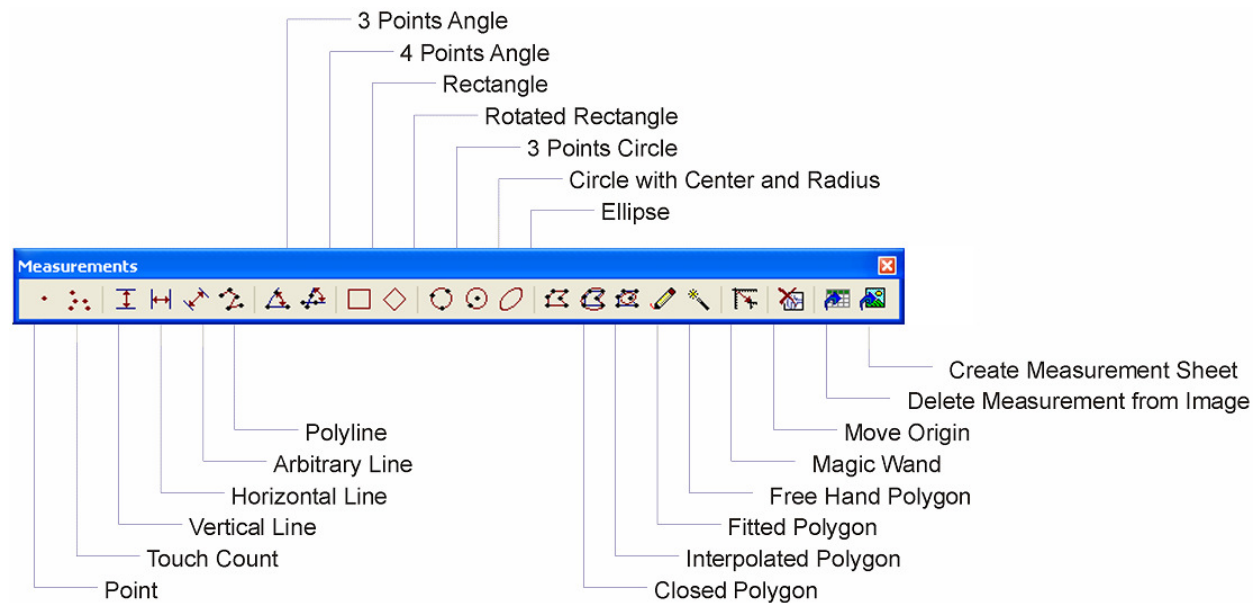 3 Points Angle
4 Points Angle
Rectangle
Rotated Rectangle
3 Points Circle
Circle with Center and Radius
Ellipse
Measurements
Create Measurement Sheet
Delete Measurement from Image
Polyline
Move Origin
Arbitrary Line
Magic Wand
Horizontal Line
Free Hand Polygon
Vertical Line
Fitted Polygon
Touch Count
Interpolated Polygon
Point
Closed Polygon